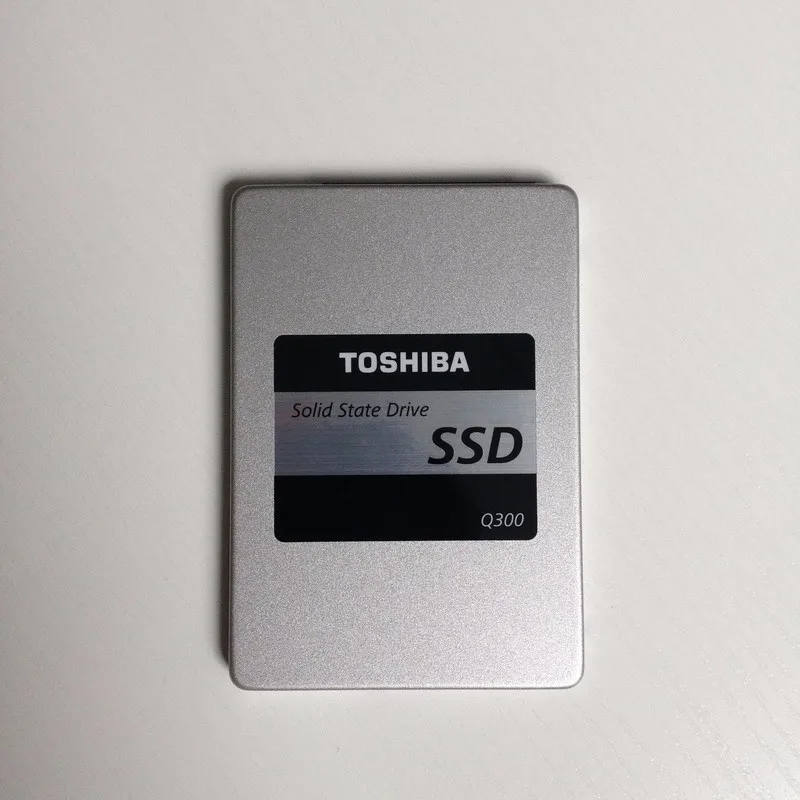 TOSHIBA
Solid State Drive
SSD
Q300